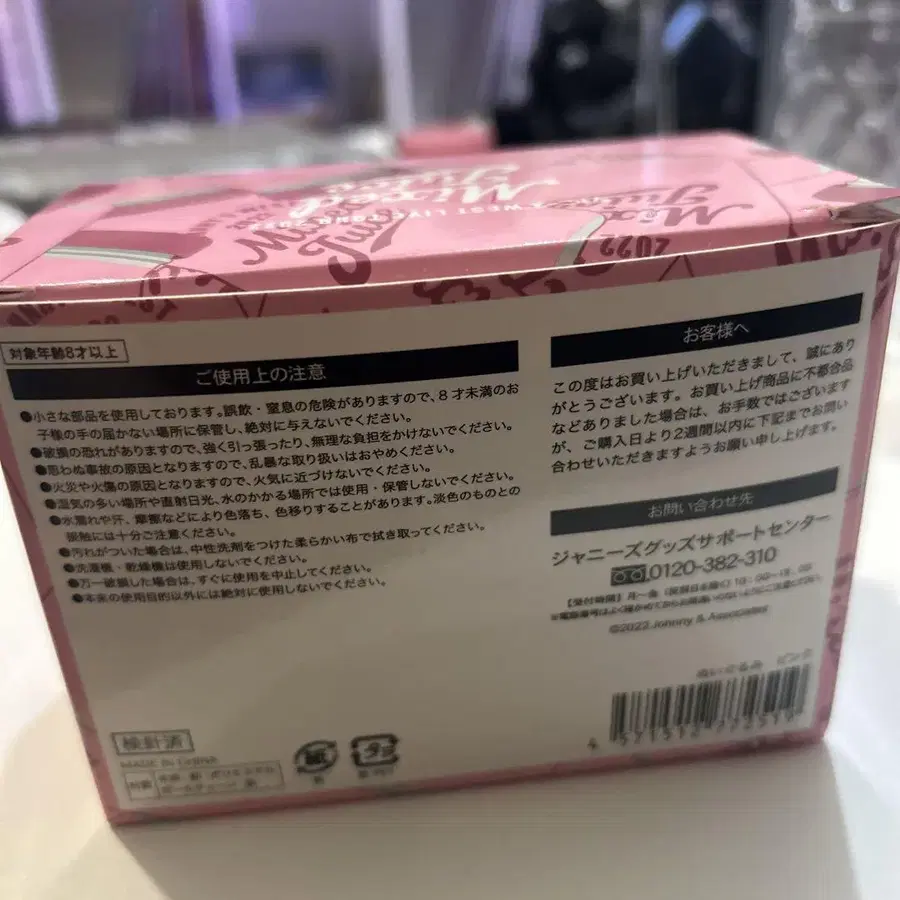 Mixed
Juice
WEST LIVE TOUR 2022
Mixed
Juice
2022
対象年齢8才以上
ご使用上の注意
●小さな部品を使用しております。誤飲・窒息の危険がありますので、8才未満のお
子様の手の届かない場所に保管し、絶対に与えないでください。
●破損の恐れがありますので、強く引っ張ったり、無理な負担をかけないでください。
●思わぬ事故の原因となりますので、乱暴な取り扱いはおやめください。
●火災や火傷の原因となりますので、火気に近づけないでください。
●湿気の多い場所や直射日光、水のかかる場所では使用・保管しないでください。
●水濡れや汗、摩擦などにより色落ち、色移りすることがあります。淡色のものとの
接触には十分ご注意ください。
●汚れがついた場合は、中性洗剤をつけた柔らかい布で拭き取ってください。
●洗濯機・乾燥機は使用しないでください。
●万一破損した場合は、すぐに使用を中止してください。
●本来の使用目的以外には絶対に使用しないでください。
検針済
MADE IN CHINA
お客様へ
この度はお買い上げいただきまして、誠にあり
がとうございます。お買い上げ商品に不都合品
などありました場合は、お手数ではございます
が、ご購入日より2週間以内に下記までお問い
合わせいただきますようお願い申し上げます。
お問い合わせ先
ジャニーズグッズサポートセンター
0120-382-310
©2022 Johnny & Associates
ぬいぐるみ ピンク